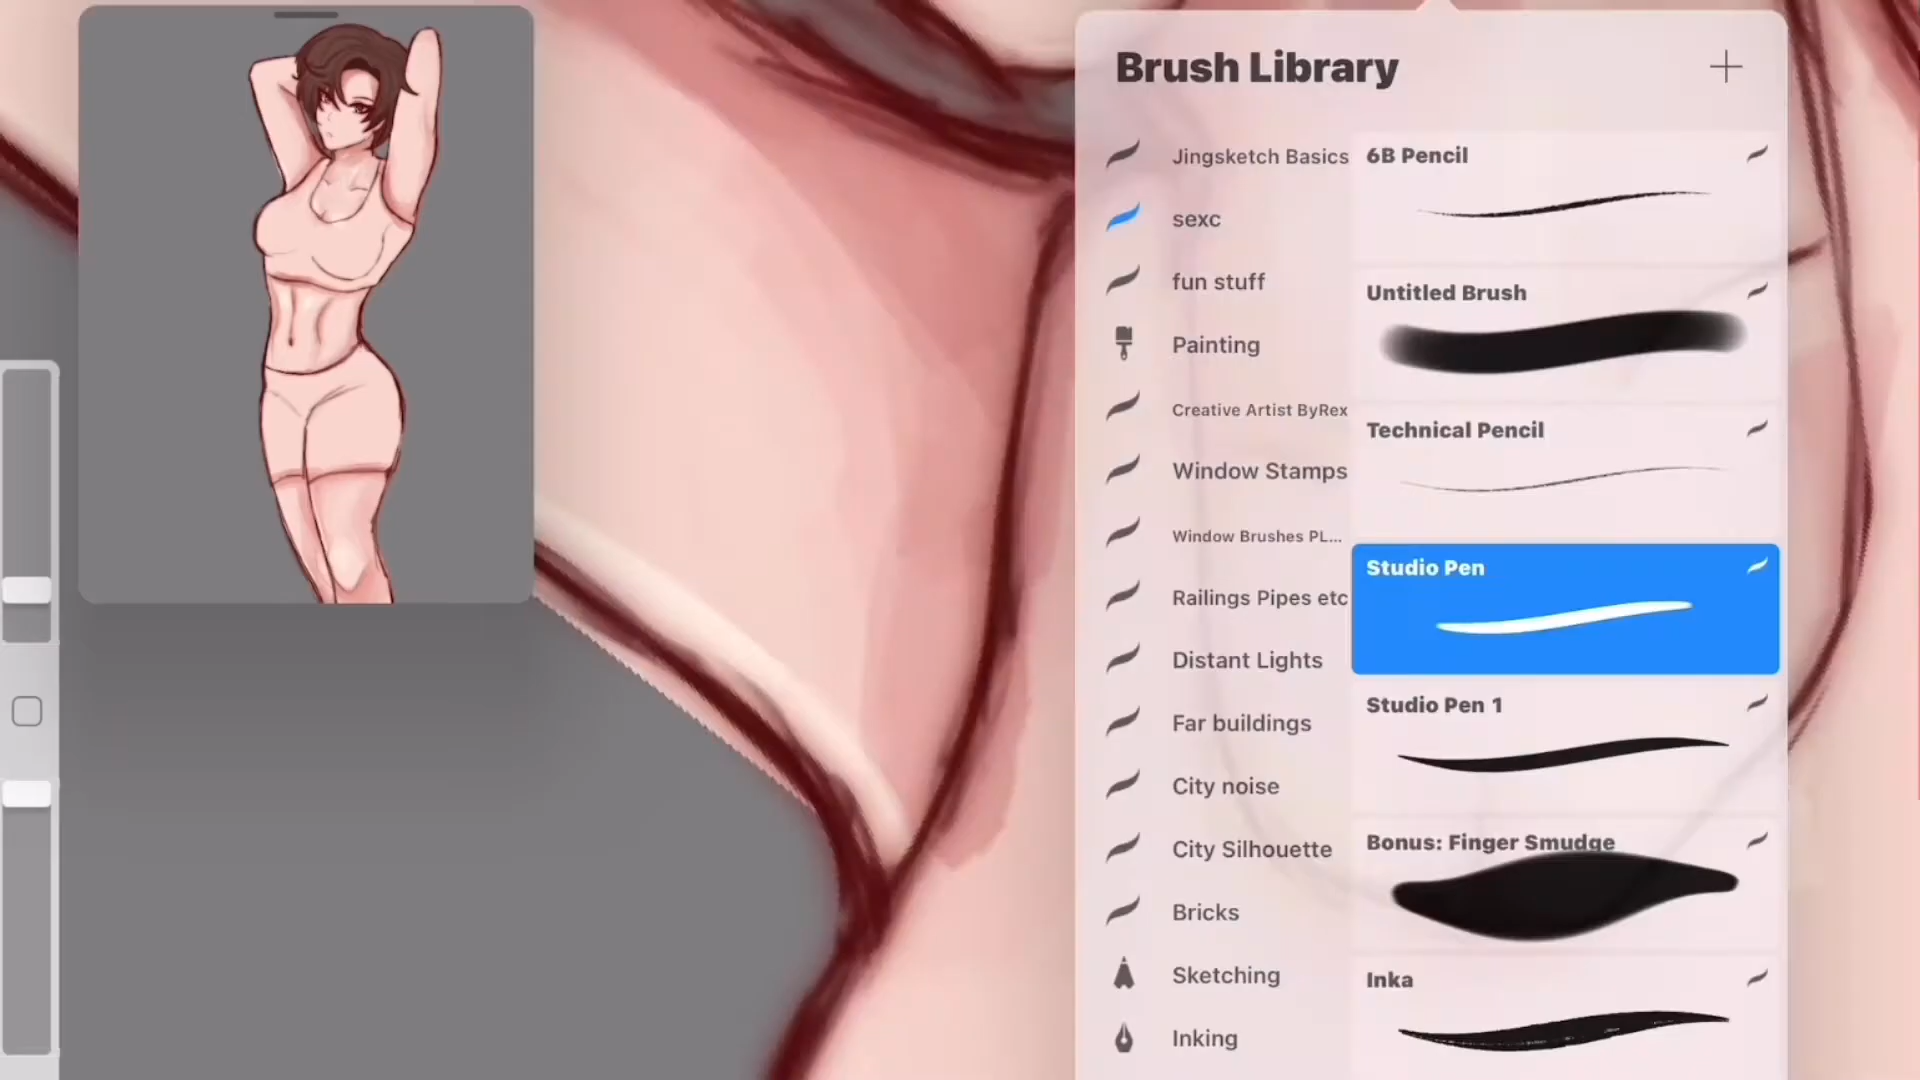 Brush Library
Jingsketch Basics
sexc
fun stuff
Painting
Creative Artist ByRex
Window Stamps
Window Brushes PL...
Railings Pipes etc
Distant Lights
Far buildings
City noise
City Silhouette
Bricks
Sketching
Inking
6B Pencil
Untitled Brush
Technical Pencil
Studio Pen
Studio Pen 1
Bonus: Finger Smudge
Inka